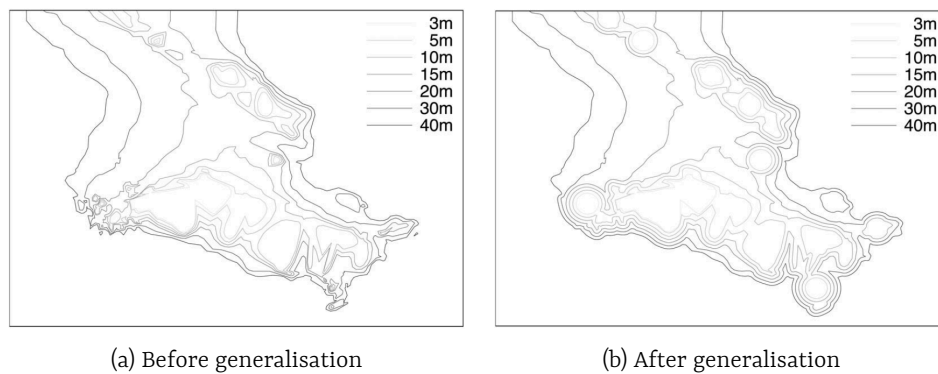 3m
5m
10m
15m
20m
30m
40m
3m
5m
10m
15m
20m
30m
40m
(a) Before generalisation
(b) After generalisation